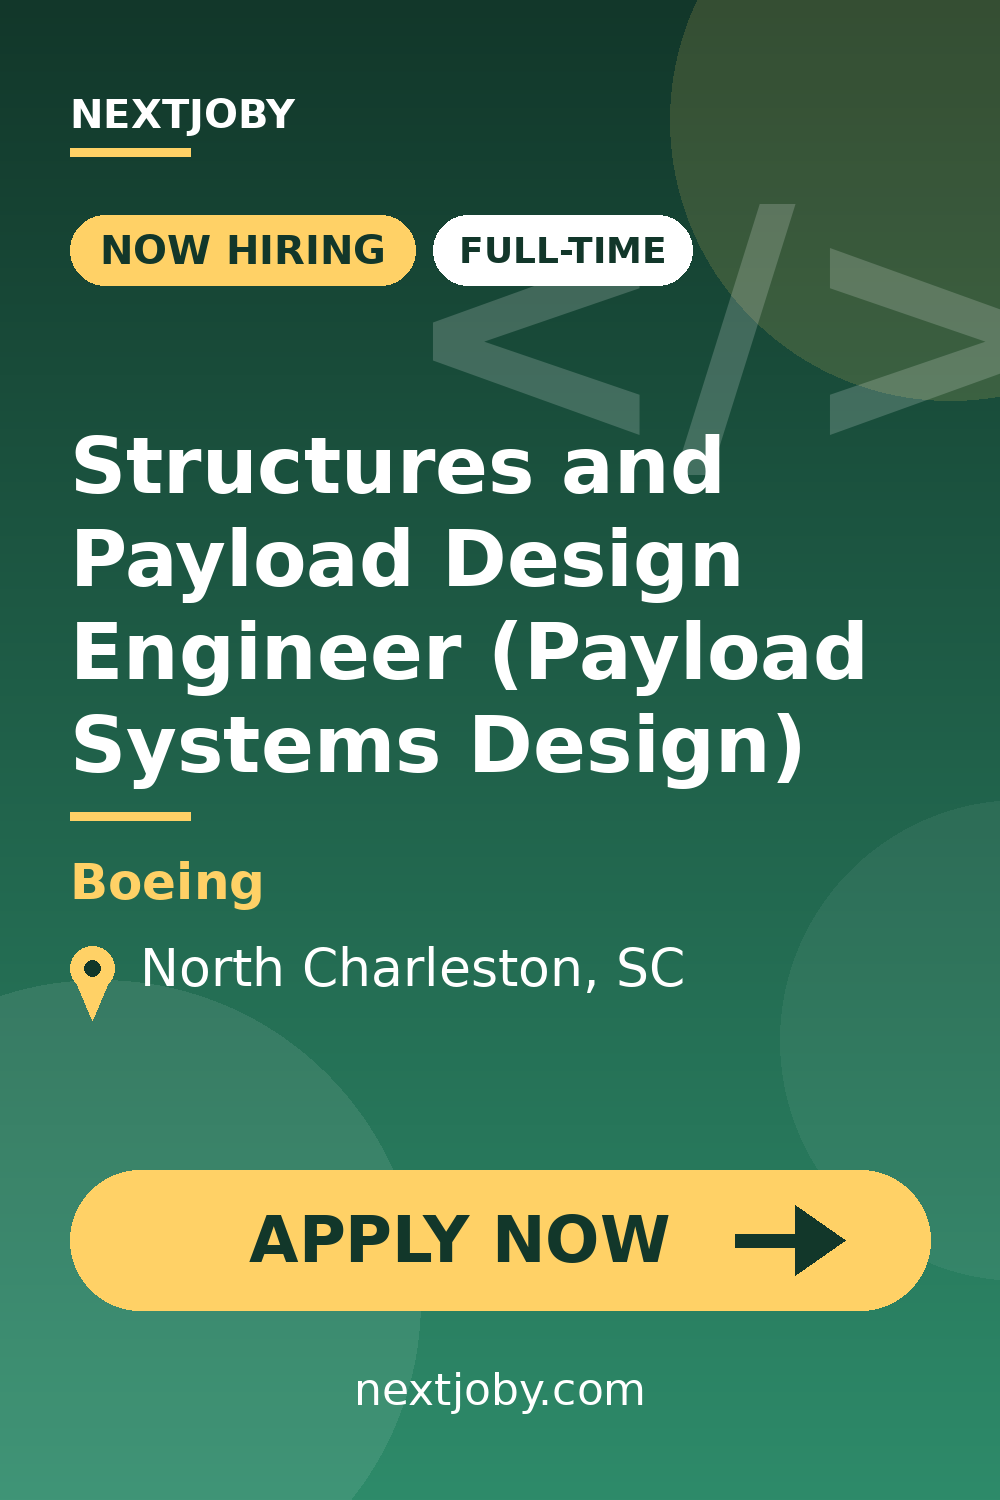 NEXTJOBY
NOW HIRING
FULL-TIME
</>
Structures and
Payload Design
Engineer (Payload
Systems Design)
Boeing
North Charleston, SC
APPLY NOW
nextjoby.com